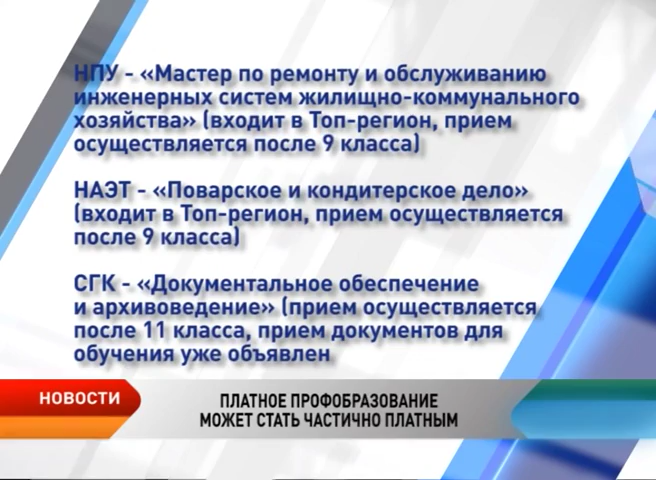 НПУ - «Мастер по ремонту и обслуживанию
инженерных систем жилищно-коммунального
хозяйства» (входит в Топ-регион, прием
осуществляется после 9 класса)
НАЭТ - «Поварское и кондитерское дело»
(входит в Топ-регион, прием осуществляется
после 9 класса)
СГК - «Документальное обеспечение
и архивоведение» (прием осуществляется
после 11 класса, прием документов для
обучения уже объявлен
НОВОСТИ
ПЛАТНОЕ ПРОФОБРАЗОВАНИЕ
МОЖЕТ СТАТЬ ЧАСТИЧНО ПЛАТНЫМ